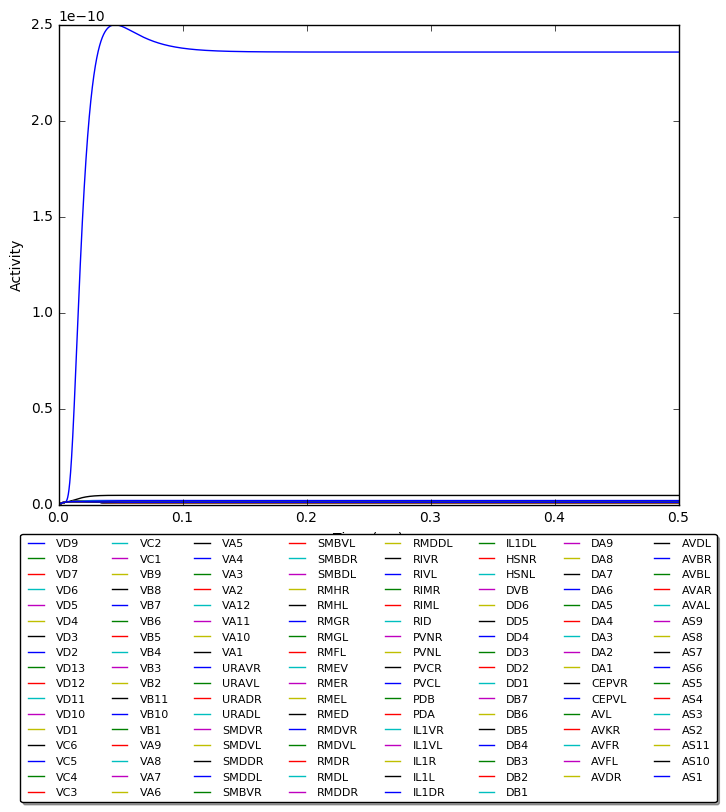 1e−10
2.5
2.0
1.5
1.0
0.5
0.0
Activity
0.0 0.1 0.2 0.3 0.4 0.5
VD9 VC2 VA5 SMBVL RMDDL IL1DL DA9 AVDL
VD8 VC1 VA4 SMBDR RIVR HSNR DA8 AVBR
VD7 VB9 VA3 SMBDL RIVL HSNL DA7 AVBL
VD6 VB8 VA2 RMHR RIMR DVB DA6 AVAR
VD5 VB7 VA12 RMHL RIML DD6 DA5 AVAL
VD4 VB6 VA11 RMGR RID DD5 DA4 AS9
VD3 VB5 VA10 RMGL PVNR DD4 DA3 AS8
VD2 VB4 VA1 RMFL PVNL DD3 DA2 AS7
VD13 VB3 URAVR RMEV PVCR DD2 DA1 AS6
VD12 VB2 URAVL RMER PVCL DD1 CEPVR AS5
VD11 VB11 URADR RMEL PDB DB7 CEPVL AS4
VD10 VB10 URADL RMED PDA DB6 AVL AS3
VD1 VB1 SMDVR RMDVR IL1VR DB5 AVKR AS2
VC6 VA9 SMDVL RMDVL IL1VL DB4 AVFR AS11
VC5 VA8 SMDDR RMDR IL1R DB3 AVFL AS10
VC4 VA7 SMDDL RMDL IL1L DB2 AVDR AS1
VC3 VA6 SMBVR RMDDR IL1DR DB1